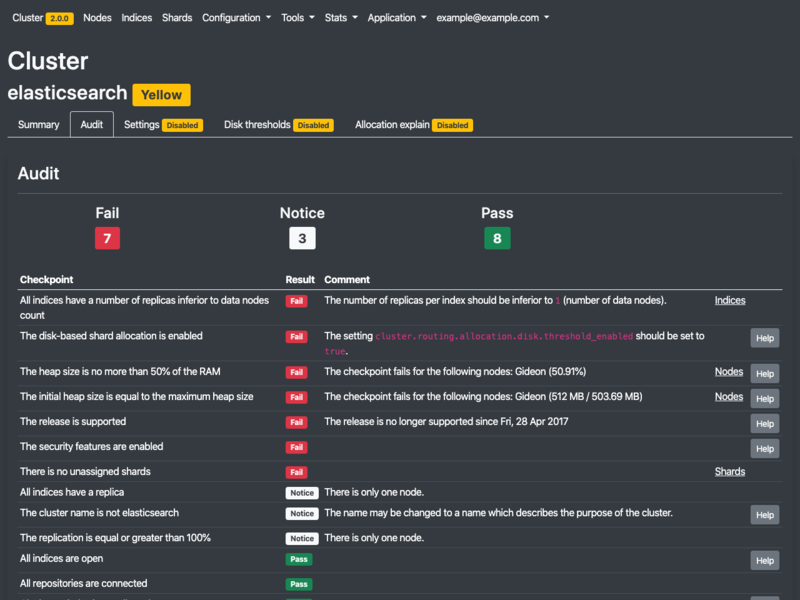 Cluster 2.0.0 Nodes Indices Shards Configuration Tools Stats Application example@example.com
Cluster
elasticsearch Yellow
Summary Audit Settings Disabled Disk thresholds Disabled Allocation explain Disabled
Audit
Fail Notice Pass
7 3 8
Checkpoint Result Comment
All indices have a number of replicas inferior to data nodes Fail The number of replicas per index should be inferior to 1 (number of data nodes). Indices
count
The disk-based shard allocation is enabled Fail The setting cluster.routing.allocation.disk.threshold_enabled should be set to Help
true.
The heap size is no more than 50% of the RAM Fail The checkpoint fails for the following nodes: Gideon (50.91%) Nodes Help
The initial heap size is equal to the maximum heap size Fail The checkpoint fails for the following nodes: Gideon (512 MB / 503.69 MB) Nodes Help
The release is supported Fail The release is no longer supported since Fri, 28 Apr 2017 Help
The security features are enabled Fail Help
There is no unassigned shards Fail Shards
All indices have a replica Notice There is only one node.
The cluster name is not elasticsearch Notice The name may be changed to a name which describes the purpose of the cluster. Help
The replication is equal or greater than 100% Notice There is only one node.
All indices are open Pass Help
All repositories are connected Pass